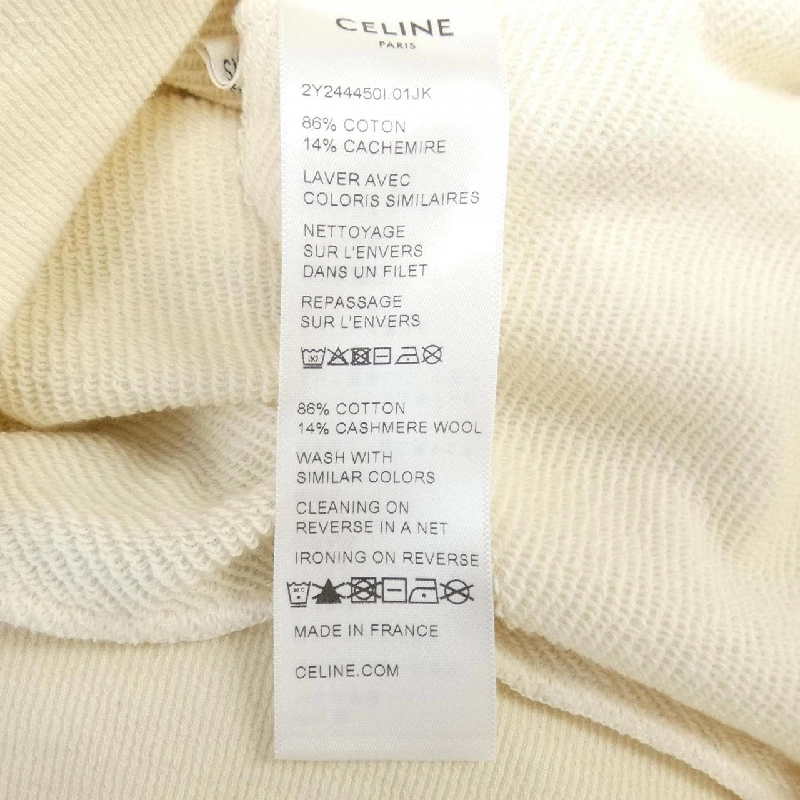 CELINE
PARIS
2Y244450I.01JK
86% COTON
14% CACHEMIRE
LAVER AVEC
COLORIS SIMILAIRES
NETTOYAGE
SUR L'ENVERS
DANS UN FILET
REPASSAGE
SUR L'ENVERS
30
86% COTTON
14% CASHMERE WOOL
WASH WITH
SIMILAR COLORS
CLEANING ON
REVERSE IN A NET
IRONING ON REVERSE
MADE IN FRANCE
CELINE.COM